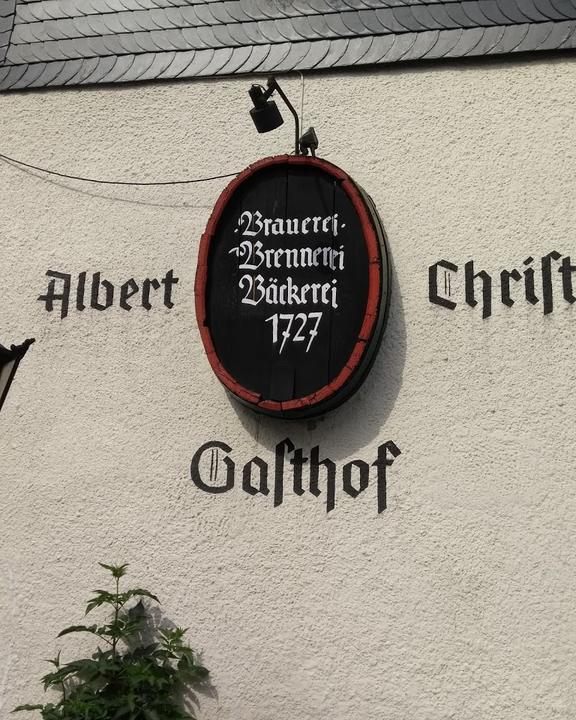 ·Brauerei·
Brennerei
Bäckerei
1727
Albert Christ
Gasthof